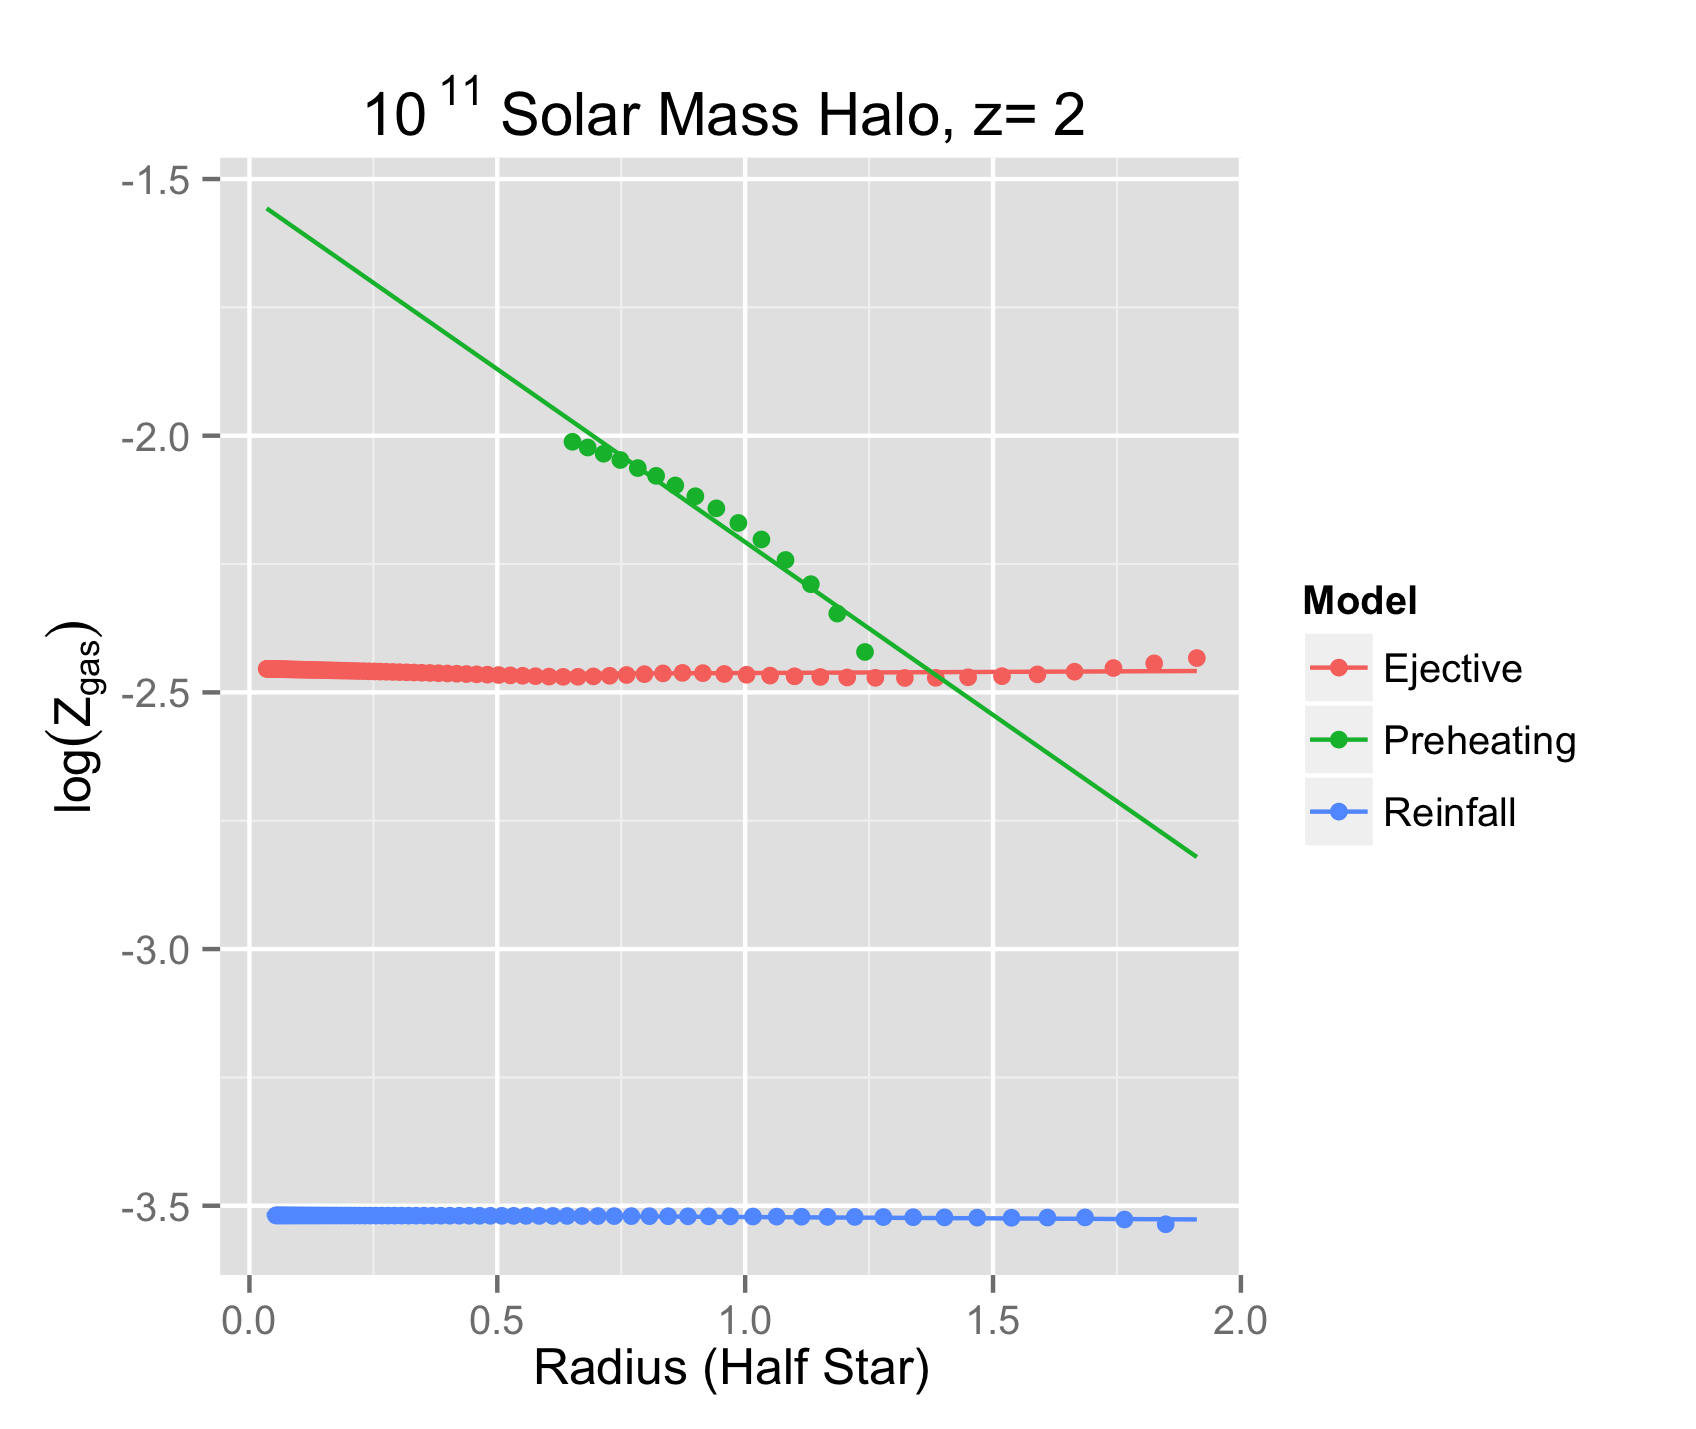 10 11 Solar Mass Halo, z= 2
-1.5
-2.0
-2.5
-3.0
-3.5
log(Zgas)
0.0 0.5 1.0 1.5 2.0
Radius (Half Star)
Model
Ejective
Preheating
Reinfall